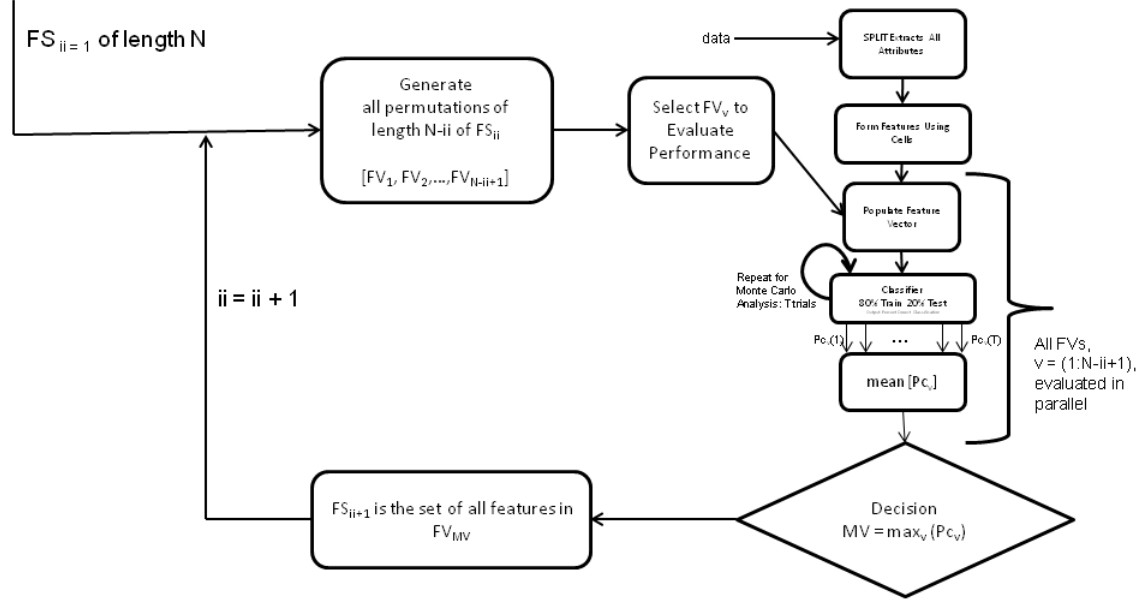 FS ii = 1 of length N
data
SPLIT Extracts All
Attributes
Generate
all permutations of
length N-ii of FSii
[FV1, FV2,...,FVN-ii+1]
Select FVv to
Evaluate
Performance
Form Features Using
Cells
Populate Feature
Vector
Repeat for
Monte Carlo
Analysis: T trials
Classifier
80% Train 20% Test
Output Percent Correct Classification
Pcv(1)
...
Pcv(T)
mean [Pcv]
All FVs,
v = (1:N-ii+1),
evaluated in
parallel
ii = ii + 1
FSii+1 is the set of all features in
FVMV
Decision
MV = maxv (Pcv)